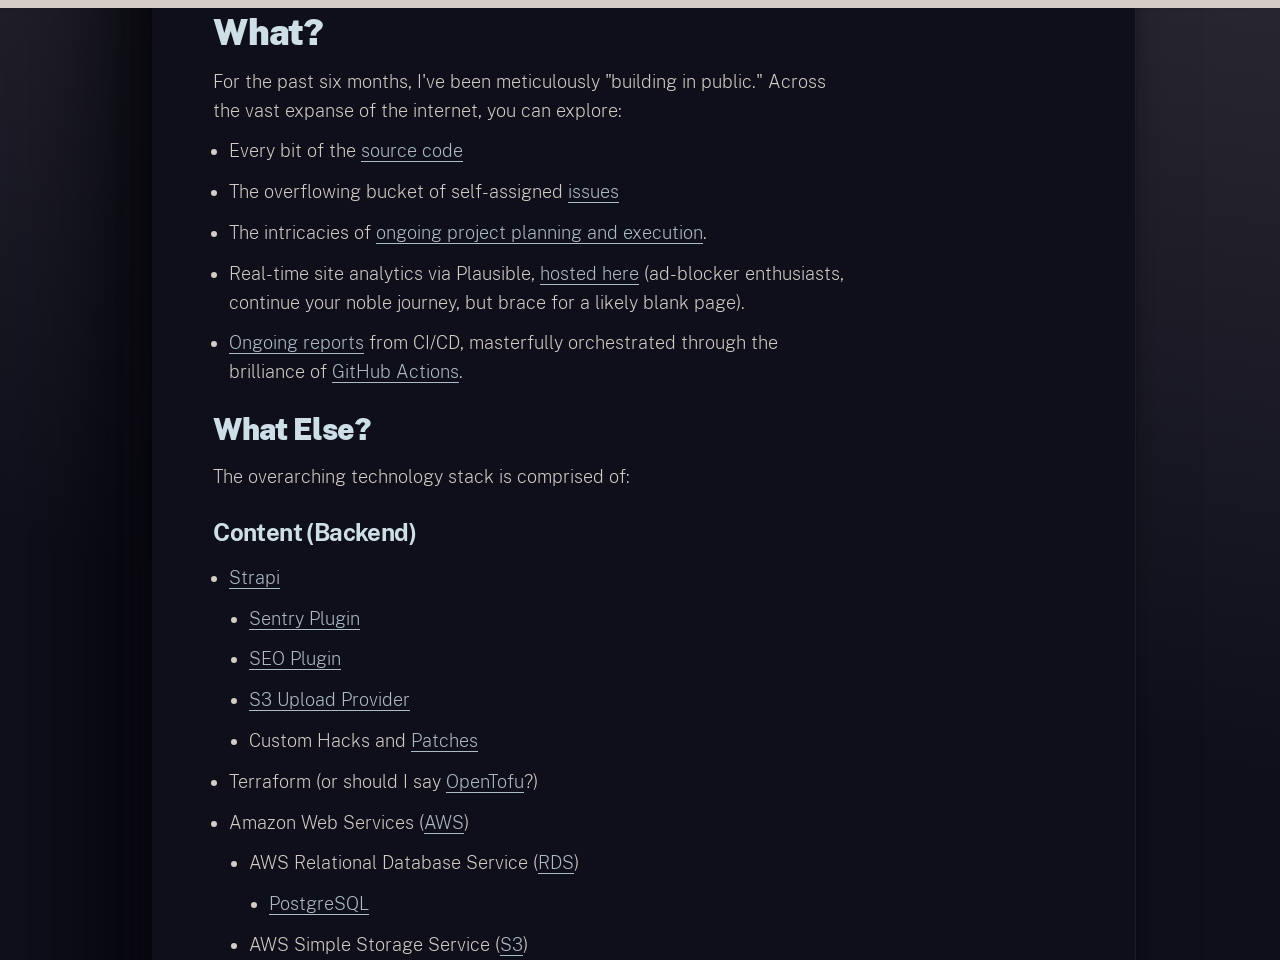 What?
For the past six months, I've been meticulously "building in public." Across
the vast expanse of the internet, you can explore:
Every bit of the source code
The overflowing bucket of self-assigned issues
The intricacies of ongoing project planning and execution.
Real-time site analytics via Plausible, hosted here (ad-blocker enthusiasts,
continue your noble journey, but brace for a likely blank page).
Ongoing reports from CI/CD, masterfully orchestrated through the
brilliance of GitHub Actions.
What Else?
The overarching technology stack is comprised of:
Content (Backend)
Strapi
Sentry Plugin
SEO Plugin
S3 Upload Provider
Custom Hacks and Patches
Terraform (or should I say OpenTofu?)
Amazon Web Services (AWS)
AWS Relational Database Service (RDS)
PostgreSQL
AWS Simple Storage Service (S3)